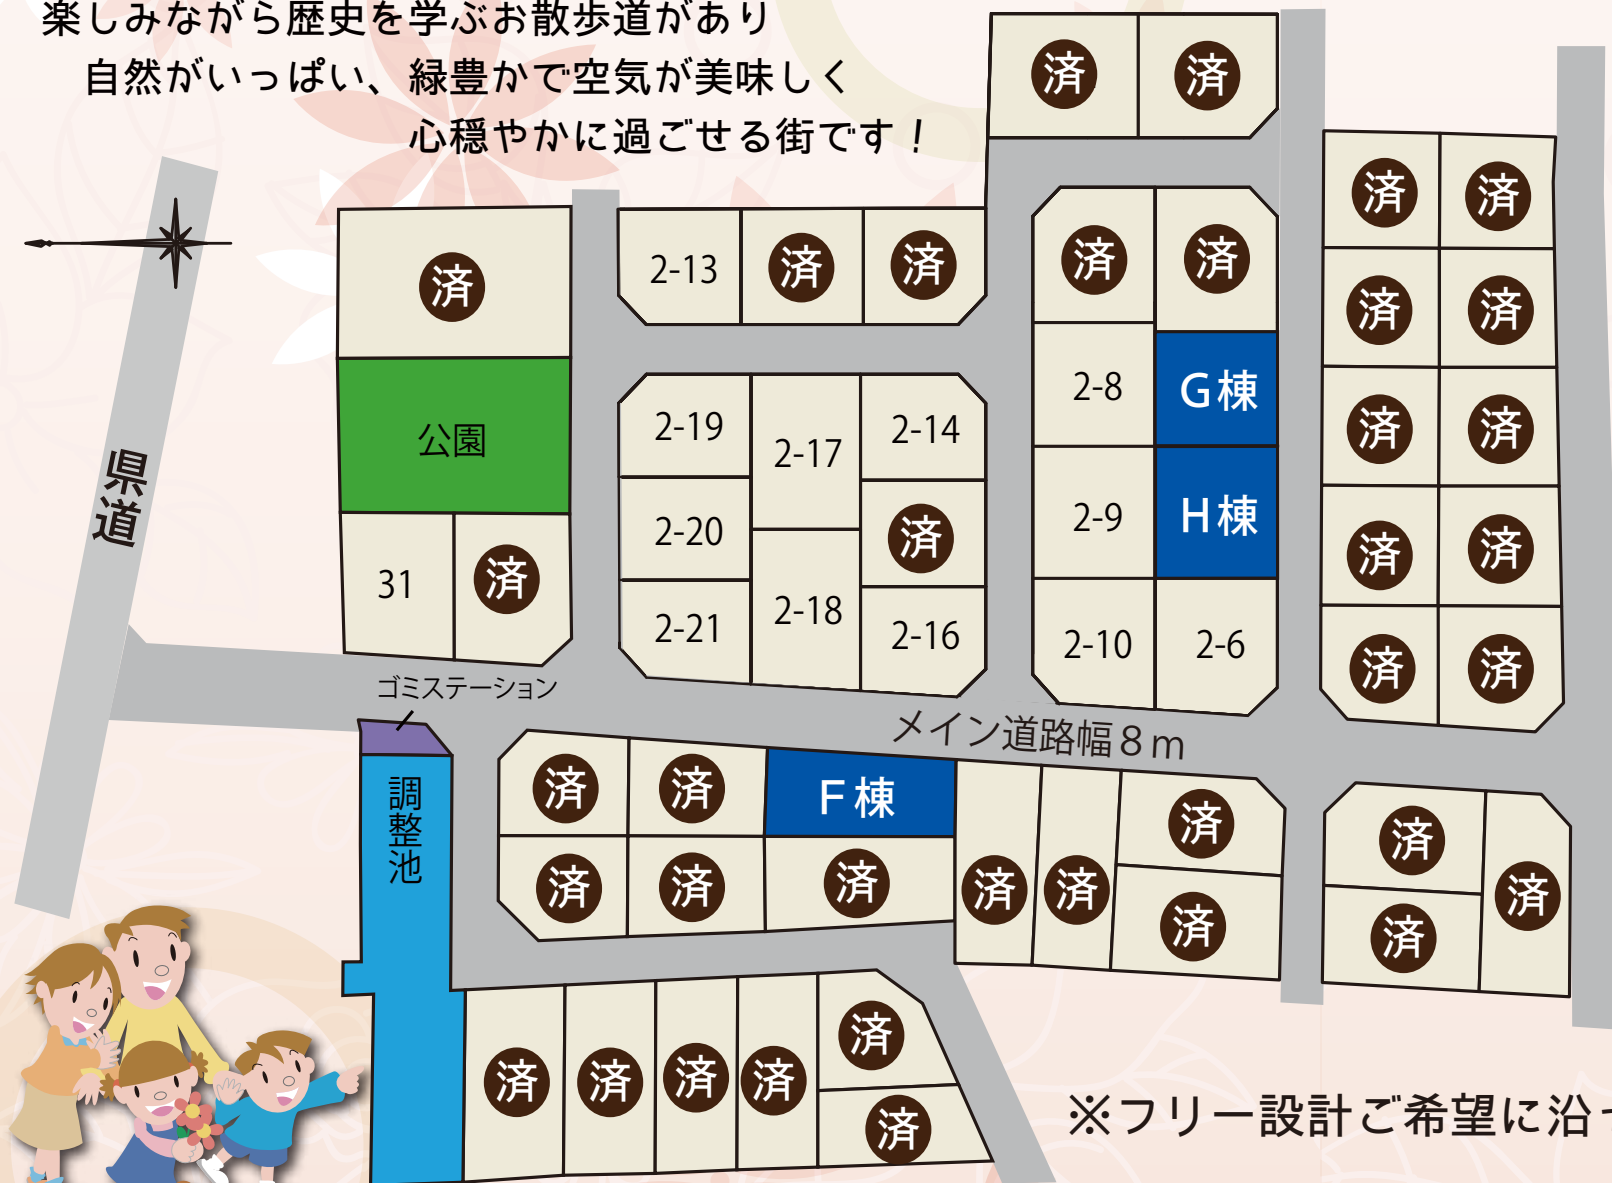 楽しみながら歴史を学ぶお散歩道があり
自然がいっぱい、緑豊かで空気が美味しく
心穏やかに過ごせる街です！
済 済
済 済
済
2-13 済 済
済 済
済 済
公園
2-19 2-17 2-14
2-8 G棟
済 済
県道
2-20 済
2-9 H棟
済 済
31 済
2-21 2-18 2-16
2-10 2-6
済 済
ゴミステーション
メイン道路幅8m
調整池
済 済 F棟
済 済 済
済 済 済
済
済 済
済
済 済 済 済 済
済
※フリー設計ご希望に沿